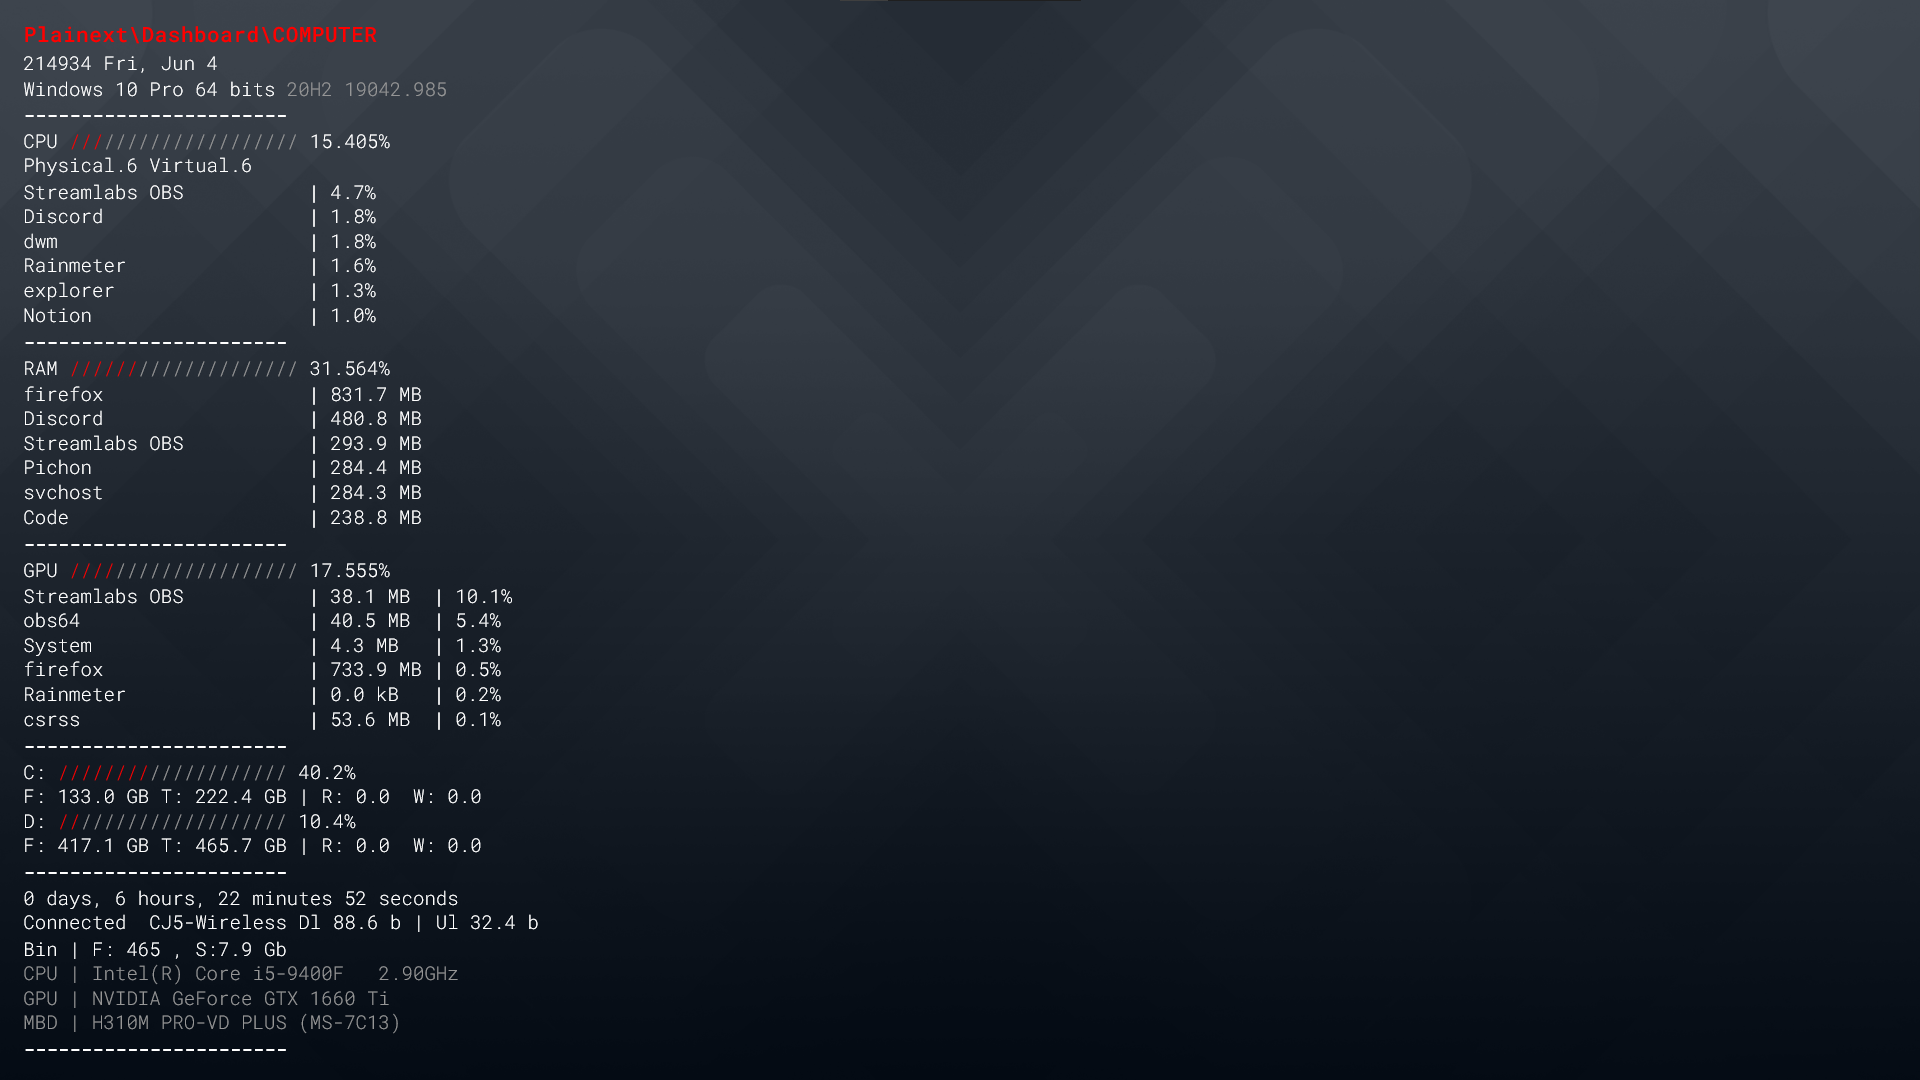 Plainext\Dashboard\COMPUTER
214934 Fri, Jun 4
Windows 10 Pro 64 bits 20H2 19042.985
-----------------------
CPU //////////////////// 15.405%
Physical.6 Virtual.6
Streamlabs OBS | 4.7%
Discord | 1.8%
dwm | 1.8%
Rainmeter | 1.6%
explorer | 1.3%
Notion | 1.0%
-----------------------
RAM //////////////////// 31.564%
firefox | 831.7 MB
Discord | 480.8 MB
Streamlabs OBS | 293.9 MB
Pichon | 284.4 MB
svchost | 284.3 MB
Code | 238.8 MB
-----------------------
GPU //////////////////// 17.555%
Streamlabs OBS | 38.1 MB | 10.1%
obs64 | 40.5 MB | 5.4%
System | 4.3 MB | 1.3%
firefox | 733.9 MB | 0.5%
Rainmeter | 0.0 kB | 0.2%
csrss | 53.6 MB | 0.1%
-----------------------
C: //////////////////// 40.2%
F: 133.0 GB T: 222.4 GB | R: 0.0 W: 0.0
D: //////////////////// 10.4%
F: 417.1 GB T: 465.7 GB | R: 0.0 W: 0.0
-----------------------
0 days, 6 hours, 22 minutes 52 seconds
Connected CJ5-Wireless Dl 88.6 b | Ul 32.4 b
Bin | F: 465 , S:7.9 Gb
CPU | Intel(R) Core i5-9400F 2.90GHz
GPU | NVIDIA GeForce GTX 1660 Ti
MBD | H310M PRO-VD PLUS (MS-7C13)
-----------------------